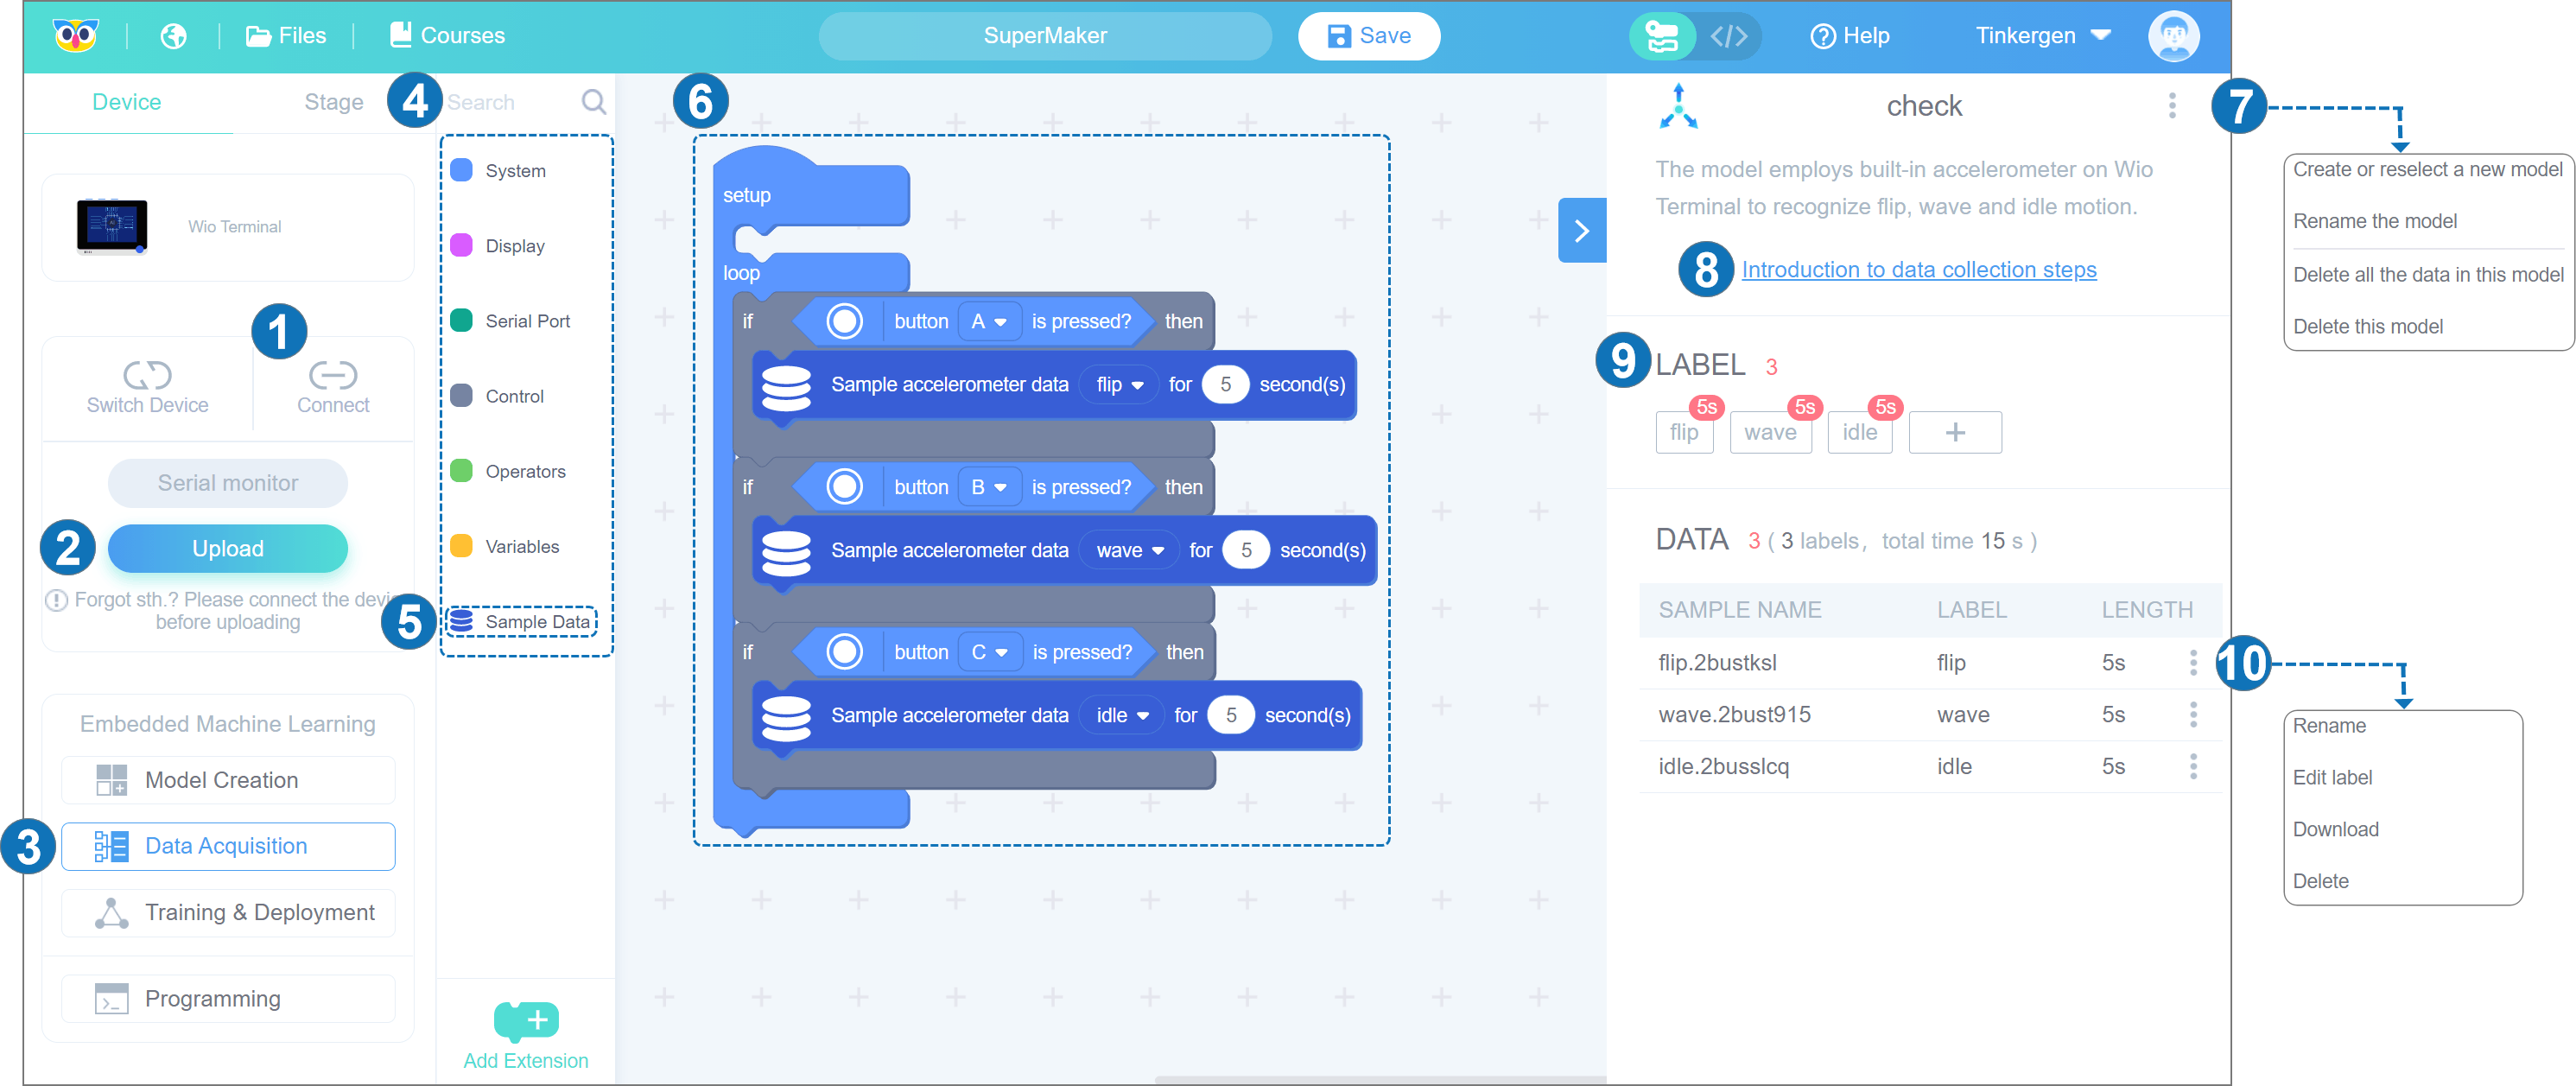 Files
Courses
SuperMaker
Save
</>
Help
Tinkergen
Device
Stage
4
Search
6
7
Wio Terminal
1
Switch Device
Connect
Serial monitor
2
Upload
Forgot sth.? Please connect the devi
before uploading
Embedded Machine Learning
Model Creation
3
Data Acquisition
Training & Deployment
Programming
System
Display
Serial Port
Control
Operators
Variables
5
Sample Data
Add Extension
setup
loop
if button A is pressed? then
Sample accelerometer data flip for 5 second(s)
if button B is pressed? then
Sample accelerometer data wave for 5 second(s)
if button C is pressed? then
Sample accelerometer data idle for 5 second(s)
check
The model employs built-in accelerometer on Wio
Terminal to recognize flip, wave and idle motion.
8
Introduction to data collection steps
9
LABEL 3
5s 5s 5s
flip wave idle +
DATA 3 ( 3 labels, total time 15 s )
SAMPLE NAME LABEL LENGTH
flip.2bustksl flip 5s
wave.2bust915 wave 5s
idle.2busslcq idle 5s
Create or reselect a new model
Rename the model
Delete all the data in this model
Delete this model
10
Rename
Edit label
Download
Delete